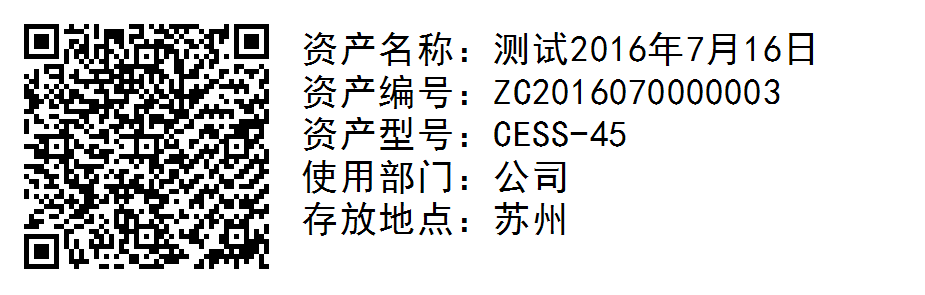 资产名称：测试2016年7月16日
资产编号：ZC2016070000003
资产型号：CESS-45
使用部门：公司
存放地点：苏州